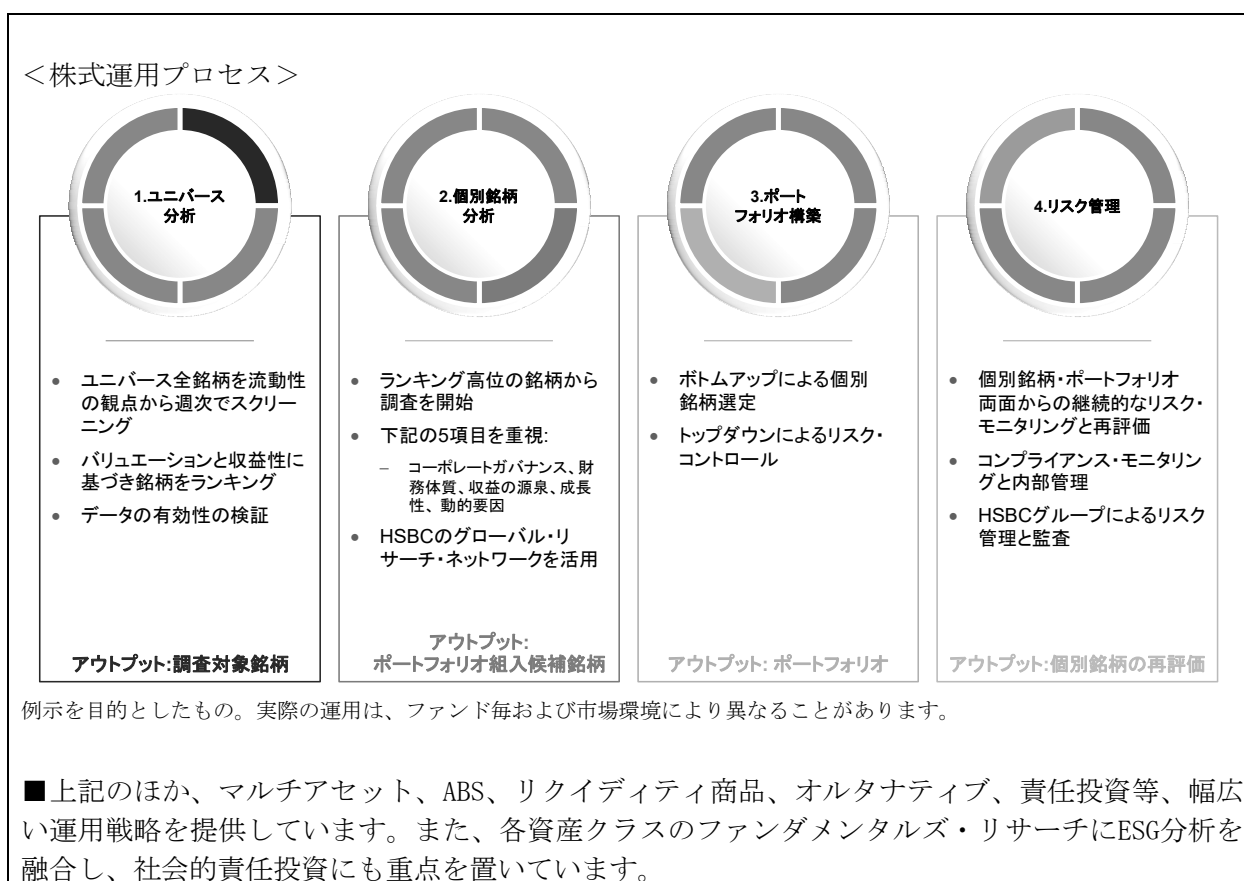 ＜株式運用プロセス＞
1.ユニバース
分析
● ユニバース全銘柄を流動性
の観点から週次でスクリー
ニング
● バリュエーションと収益性に
基づき銘柄をランキング
● データの有効性の検証
アウトプット:調査対象銘柄
2.個別銘柄
分析
● ランキング高位の銘柄から
調査を開始
● 下記の5項目を重視:
– コーポレートガバナンス、財
務体質、収益の源泉、成長
性、動的要因
● HSBCのグローバル・リ
サーチ・ネットワークを活用
アウトプット:
ポートフォリオ組入候補銘柄
3.ポート
フォリオ構築
● ボトムアップによる個別
銘柄選定
● トップダウンによるリスク・
コントロール
アウトプット: ポートフォリオ
4.リスク管理
● 個別銘柄・ポートフォリオ
両面からの継続的なリスク・
モニタリングと再評価
● コンプライアンス・モニタリン
グと内部管理
● HSBCグループによるリスク
管理と監査
アウトプット:個別銘柄の再評価
例示を目的としたもの。実際の運用は、ファンド毎および市場環境により異なることがあります。
■上記のほか、マルチアセット、ABS、リクイディティ商品、オルタナティブ、責任投資等、幅広
い運用戦略を提供しています。また、各資産クラスのファンダメンタルズ・リサーチにESG分析を
融合し、社会的責任投資にも重点を置いています。